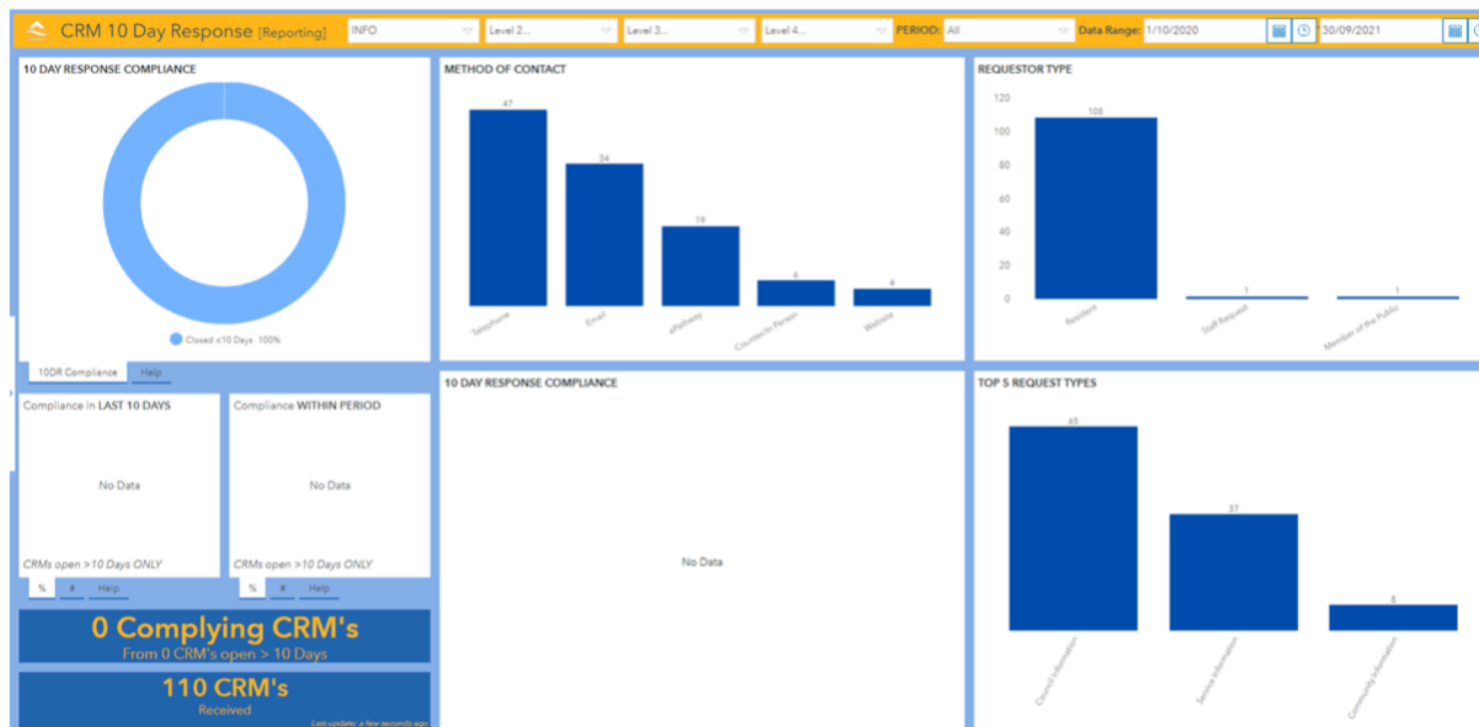 CRM 10 Day Response [Reporting]
INFO
Level 2...
Level 3...
Level 4...
PERIOD: All
Data Range: 1/10/2020
30/09/2021
10 DAY RESPONSE COMPLIANCE
Closed <10 Days 100%
10DR Compliance
Help
Compliance in LAST 10 DAYS
No Data
CRMs open >10 Days ONLY
%
#
Help
Compliance WITHIN PERIOD
No Data
CRMs open >10 Days ONLY
%
#
Help
0 Complying CRM's
From 0 CRM's open > 10 Days
110 CRM's
Received
Last update: a few seconds ago
METHOD OF CONTACT
47
34
19
6
4
Telephone
Email
ePathway
Counter/In Person
Website
10 DAY RESPONSE COMPLIANCE
No Data
REQUESTOR TYPE
120
100
80
60
40
20
0
108
1
1
Resident
Staff Request
Member of the Public
TOP 5 REQUEST TYPES
65
37
8
Council Information
Service Information
Community Information